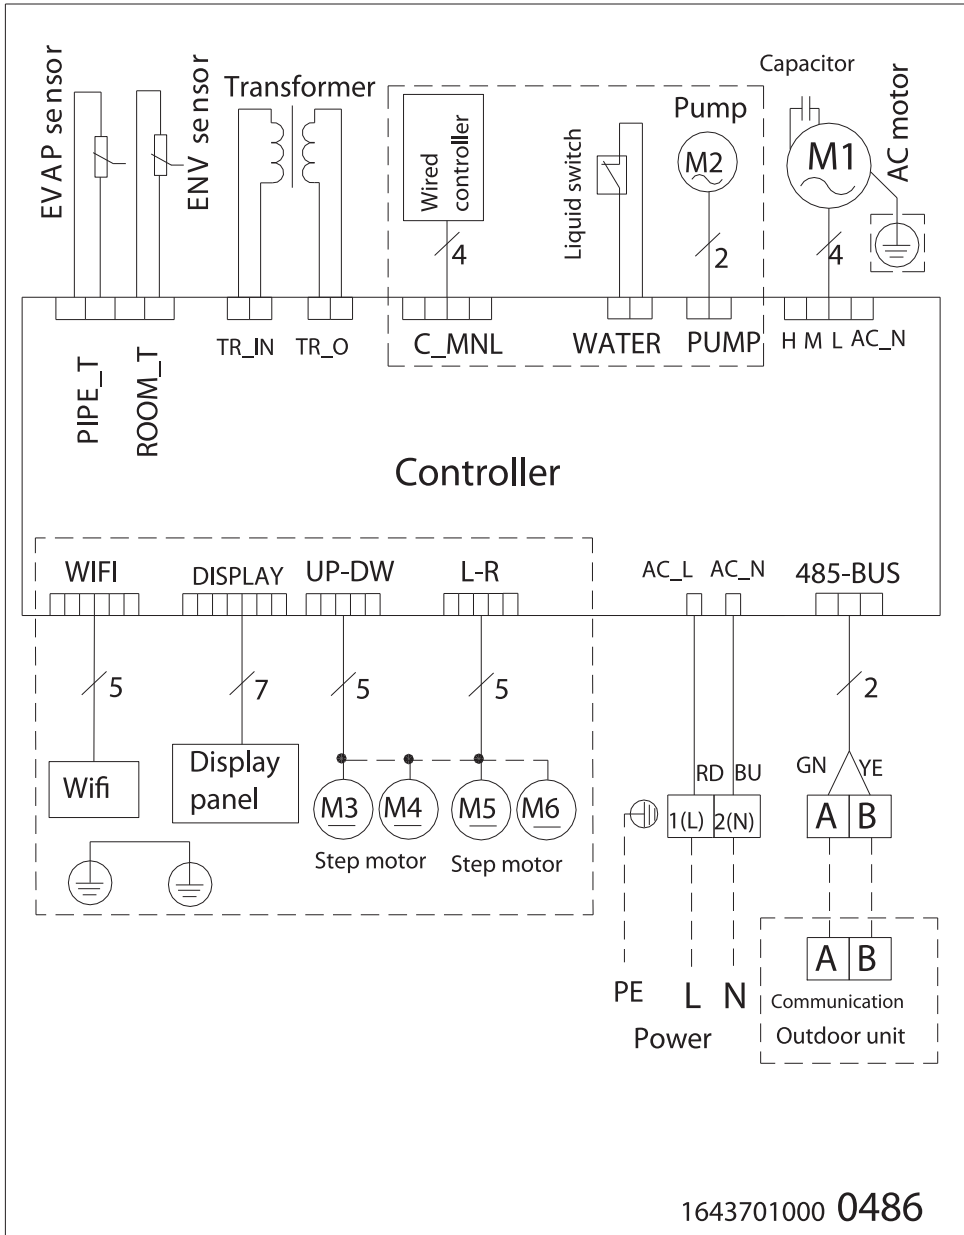 EVAP sensor
ENV sensor
Transformer
Wired
controller
4
Liquid switch
Pump
M2
2
Capacitor
M1
AC motor
4
PIPE_T
ROOM_T
TR_IN
TR_O
C_MNL
WATER
PUMP
H M L AC_N
Controller
WIFI
DISPLAY
UP-DW
L-R
AC_L
AC_N
485-BUS
5
7
5
5
2
Wifi
Display
panel
M3
M4
M5
M6
Step motor
Step motor
RD
BU
1(L)
2(N)
GN
YE
A B
A B
Communication
Outdoor unit
PE
L
N
Power
1643701000 0486